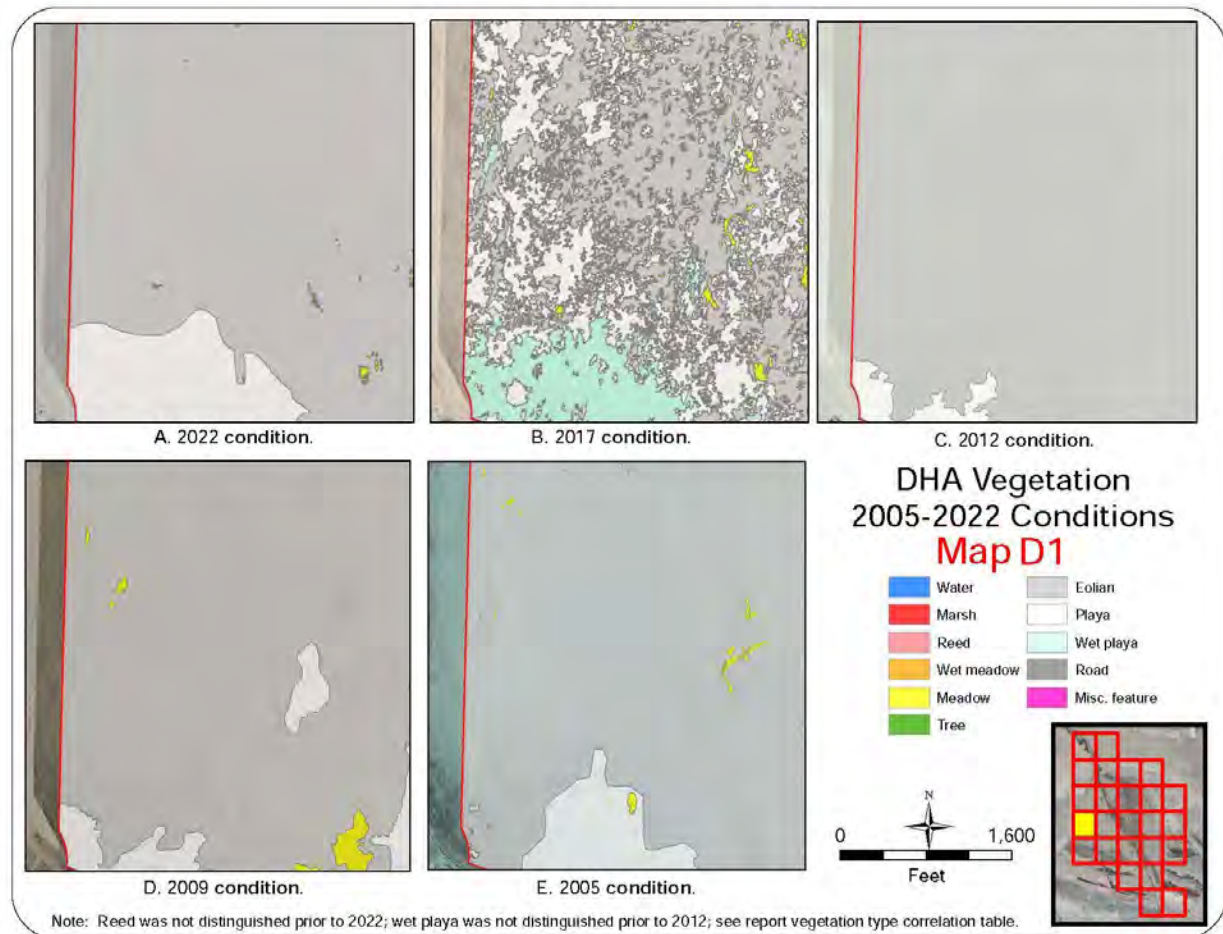 A. 2022 condition.
B. 2017 condition.
C. 2012 condition.
D. 2009 condition.
E. 2005 condition.
DHA Vegetation
2005-2022 Conditions
Map D1
Water
Marsh
Reed
Wet meadow
Meadow
Tree
Eolian
Playa
Wet playa
Road
Misc. feature
N
0 1,600
Feet
Note: Reed was not distinguished prior to 2022; wet playa was not distinguished prior to 2012; see report vegetation type correlation table.